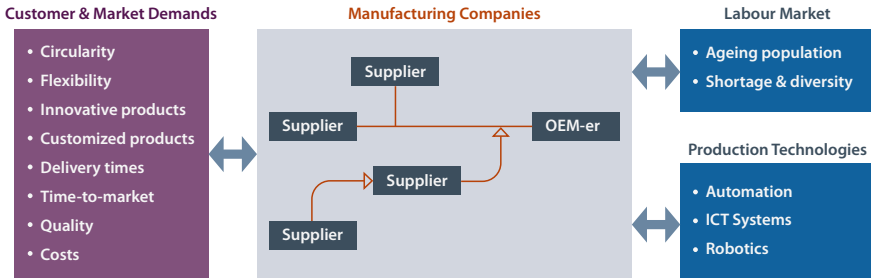 Customer & Market Demands
• Circularity
• Flexibility
• Innovative products
• Customized products
• Delivery times
• Time-to-market
• Quality
• Costs
Manufacturing Companies
Supplier
Supplier
OEM-er
Supplier
Supplier
Labour Market
• Ageing population
• Shortage & diversity
Production Technologies
• Automation
• ICT Systems
• Robotics